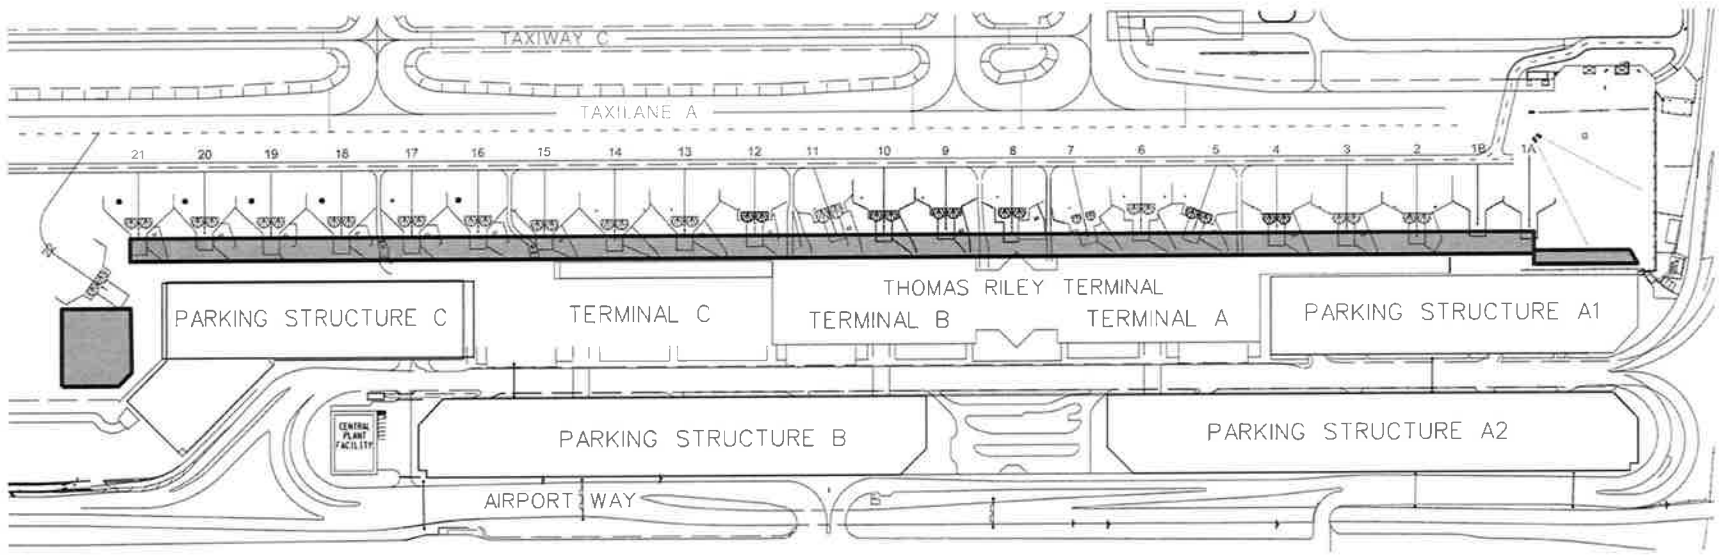 TAXIWAY C
TAXILANE A
21 20 19 18 17 16 15 14 13 12 11 10 9 8 7 6 5 4 3 2 1B 1A
THOMAS RILEY TERMINAL
PARKING STRUCTURE C
TERMINAL C
TERMINAL B
TERMINAL A
PARKING STRUCTURE A1
CENTRAL
PLANT
FACILITY
PARKING STRUCTURE B
PARKING STRUCTURE A2
AIRPORT WAY